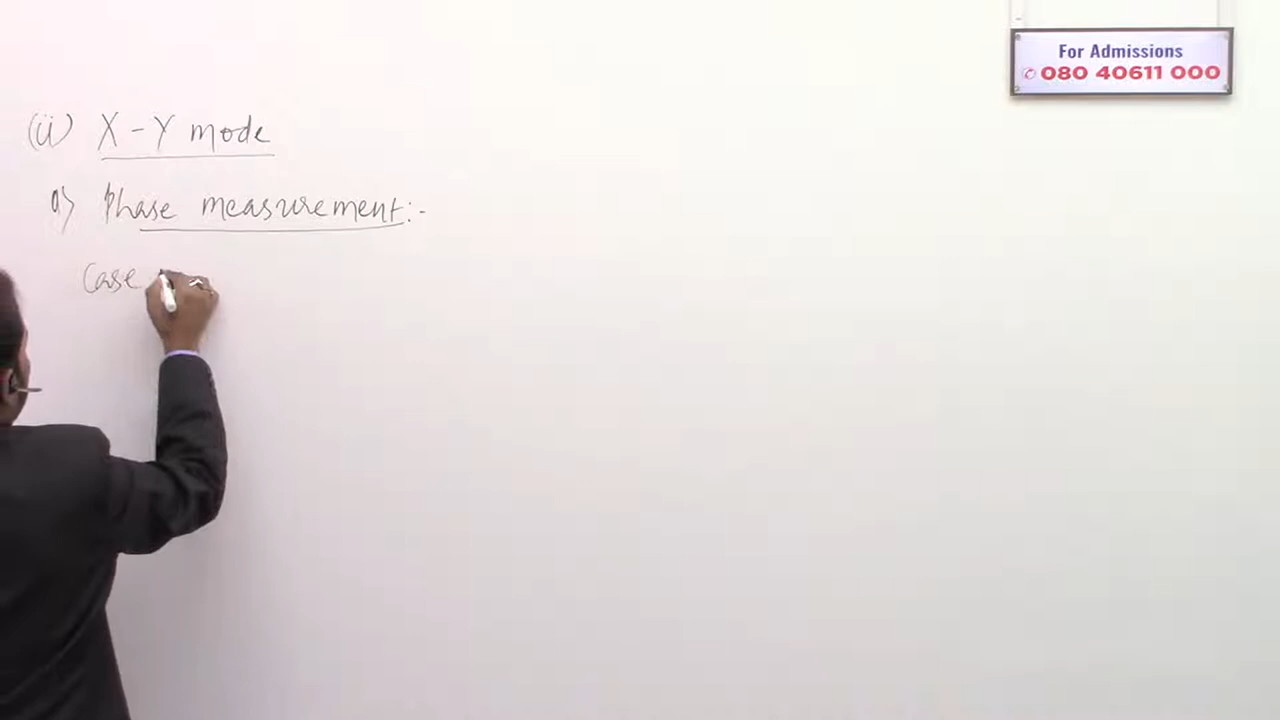 For Admissions
080 40611 000
(ii) X-Y mode
a) Phase measurement:-
Case